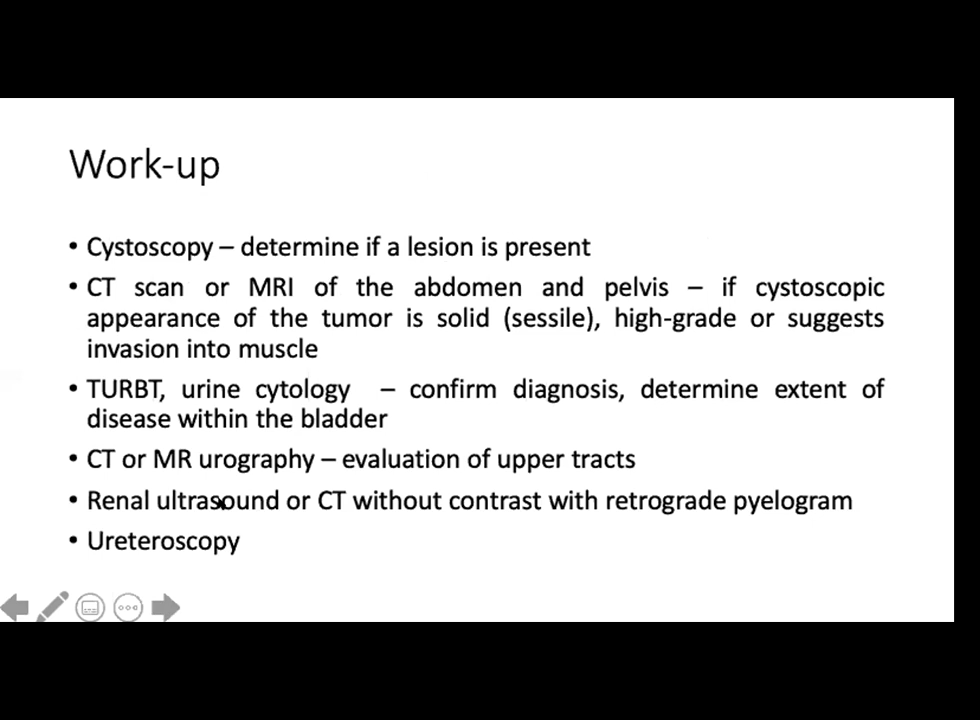 Work-up
• Cystoscopy – determine if a lesion is present
• CT scan or MRI of the abdomen and pelvis – if cystoscopic
appearance of the tumor is solid (sessile), high-grade or suggests
invasion into muscle
• TURBT, urine cytology – confirm diagnosis, determine extent of
disease within the bladder
• CT or MR urography – evaluation of upper tracts
• Renal ultrasound or CT without contrast with retrograde pyelogram
• Ureteroscopy